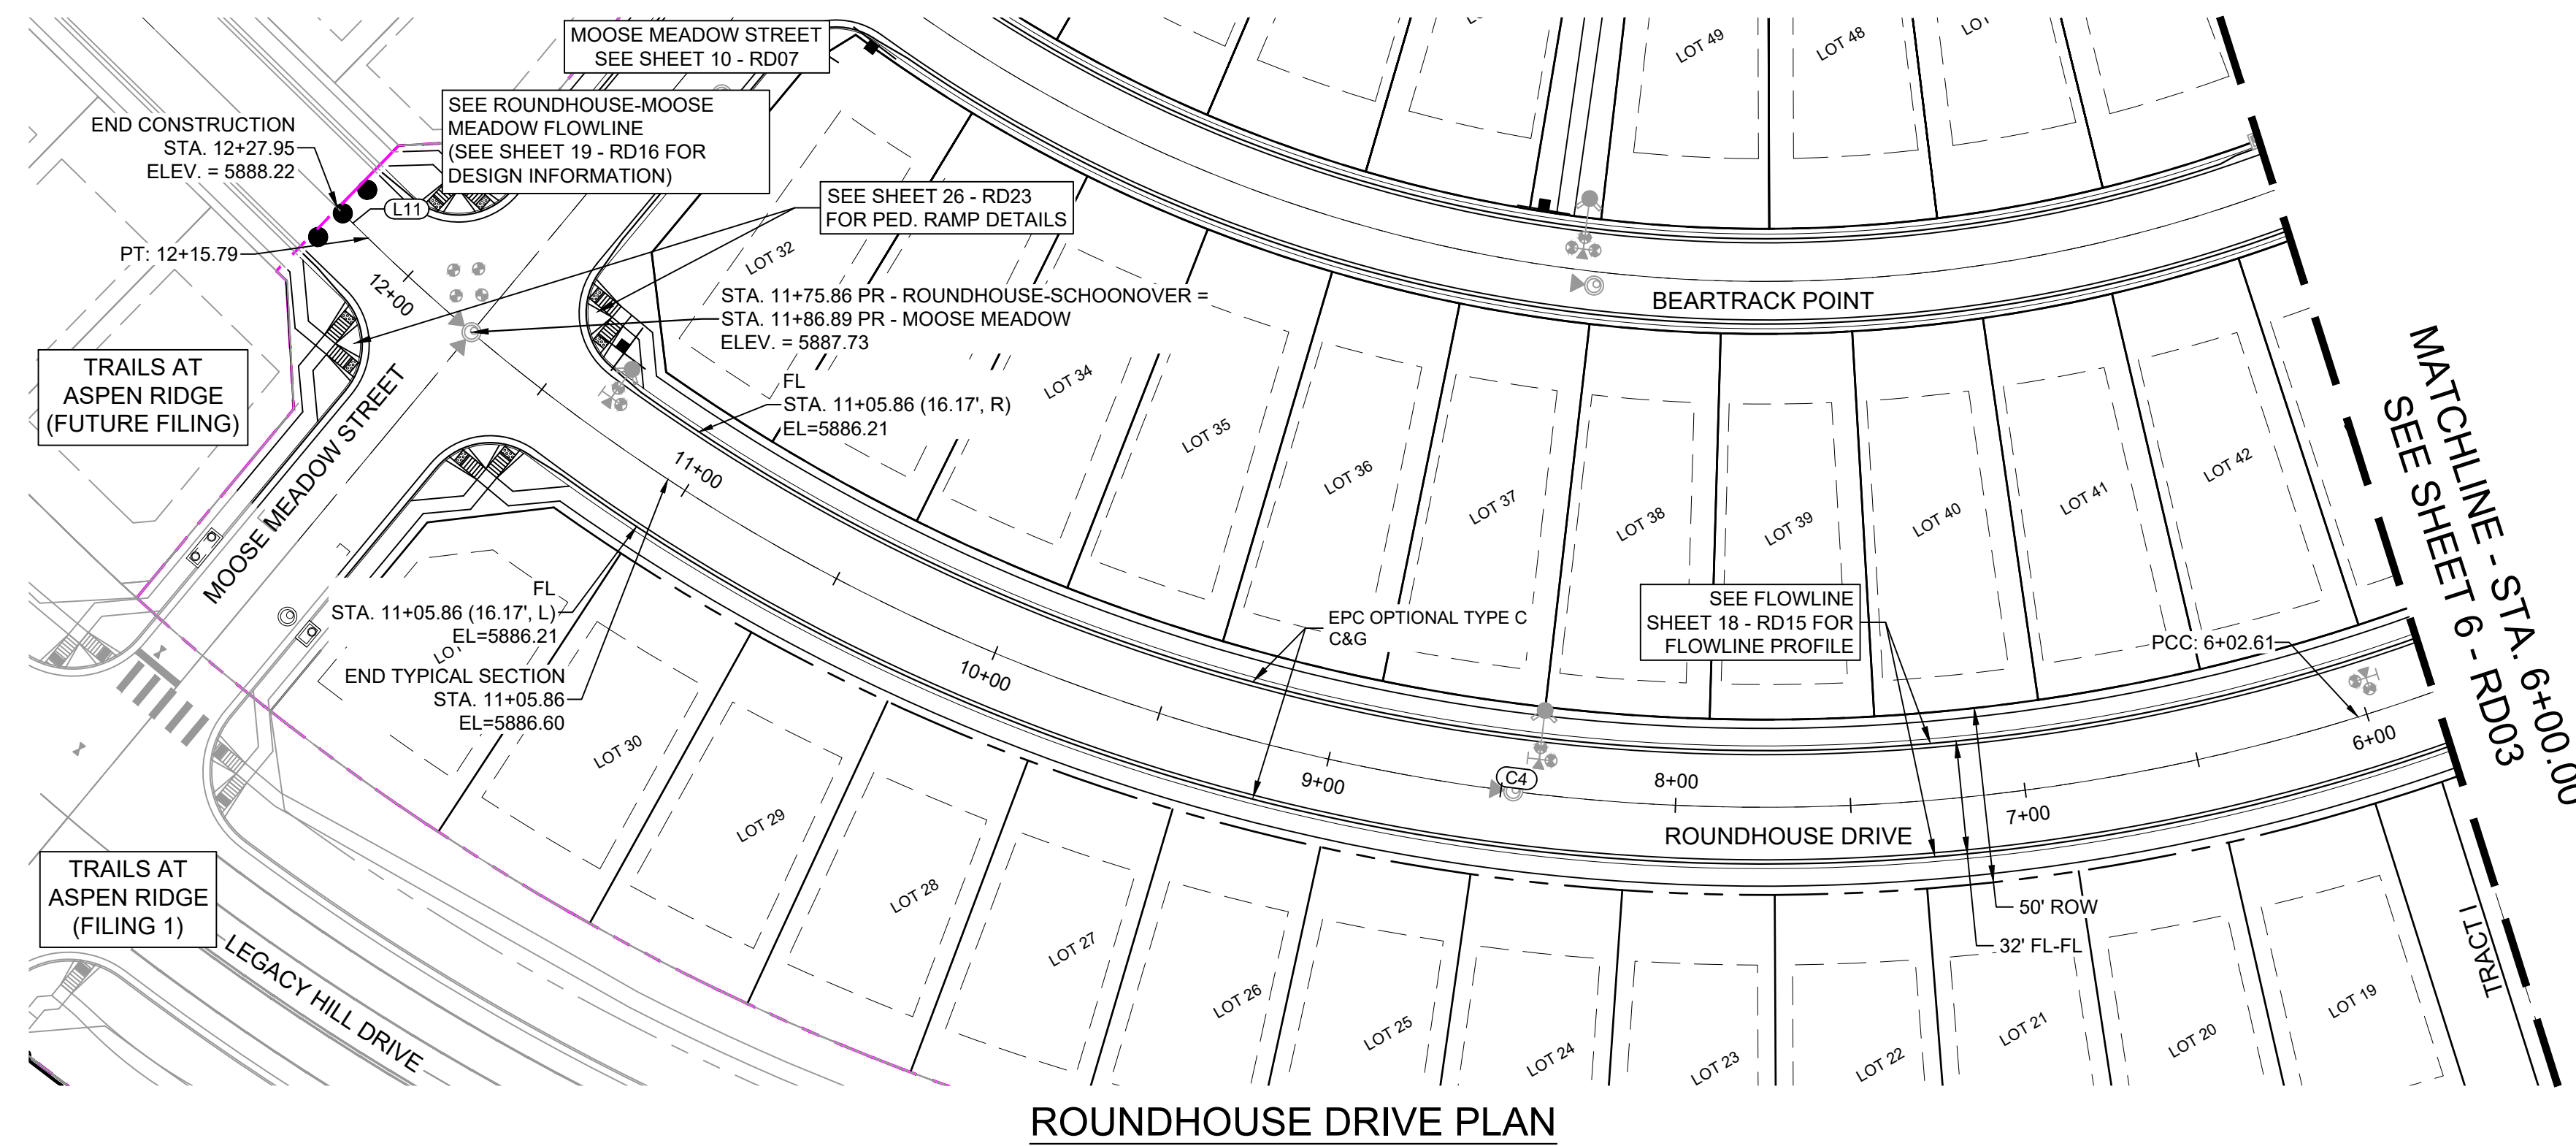 MOOSE MEADOW STREET
SEE SHEET 10 - RD07
SEE ROUNDHOUSE-MOOSE
MEADOW FLOWLINE
(SEE SHEET 19 - RD16 FOR
DESIGN INFORMATION)
END CONSTRUCTION
STA. 12+27.95
ELEV. = 5888.22
L11
PT: 12+15.79
12+00
SEE SHEET 26 - RD23
FOR PED. RAMP DETAILS
LOT 32
STA. 11+75.86 PR - ROUNDHOUSE-SCHOONOVER =
STA. 11+86.89 PR - MOOSE MEADOW
ELEV. = 5887.73
FL
STA. 11+05.86 (16.17', R)
EL=5886.21
11+00
LOT 34
LOT 35
LOT 36
LOT 37
LOT 38
LOT 39
LOT 40
LOT 41
LOT 42
LOT 49
LOT 48
BEARTRACK POINT
MATCHLINE - STA. 6+00.00
SEE SHEET 6 - RD03
TRAILS AT
ASPEN RIDGE
(FUTURE FILING)
MOOSE MEADOW STREET
FL
STA. 11+05.86 (16.17', L)
EL=5886.21
END TYPICAL SECTION
STA. 11+05.86
EL=5886.60
10+00
EPC OPTIONAL TYPE C
C&G
SEE FLOWLINE
SHEET 18 - RD15 FOR
FLOWLINE PROFILE
PCC: 6+02.61
6+00
9+00
C4
8+00
7+00
ROUNDHOUSE DRIVE
50' ROW
32' FL-FL
TRAILS AT
ASPEN RIDGE
(FILING 1)
LEGACY HILL DRIVE
LOT 30
LOT 29
LOT 28
LOT 27
LOT 26
LOT 25
LOT 24
LOT 23
LOT 22
LOT 21
LOT 20
LOT 19
TRACT I
ROUNDHOUSE DRIVE PLAN